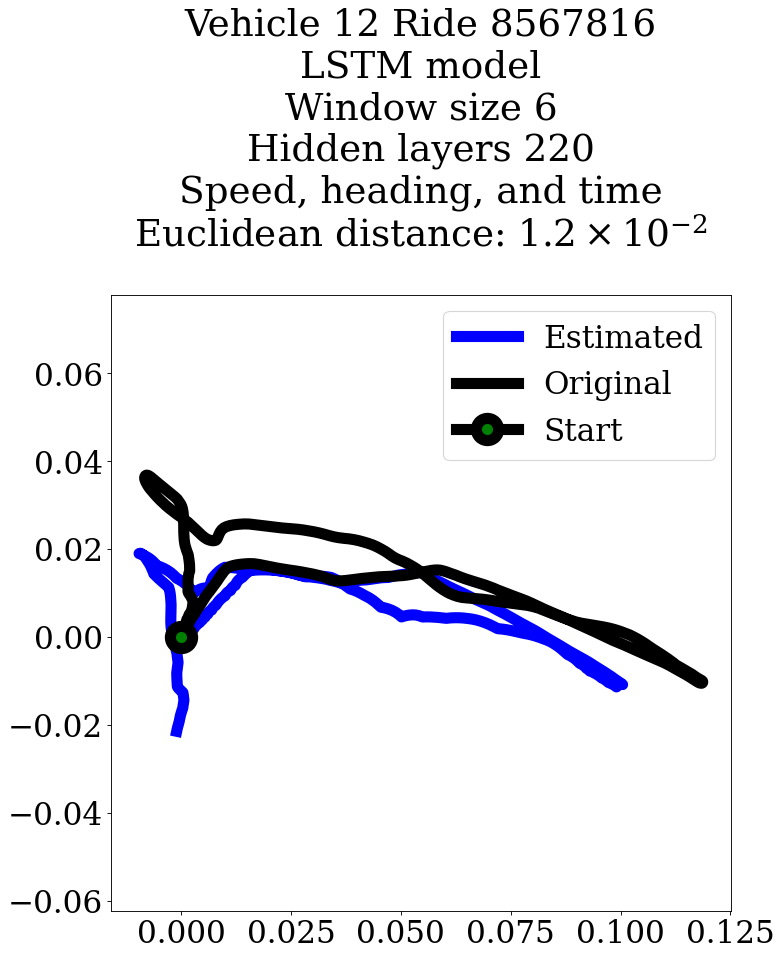 Vehicle 12 Ride 8567816
LSTM model
Window size 6
Hidden layers 220
Speed, heading, and time
Euclidean distance: 1.2 × 10⁻²
Estimated
Original
Start
0.06
0.04
0.02
0.00
−0.02
−0.04
−0.06
0.000 0.025 0.050 0.075 0.100 0.125